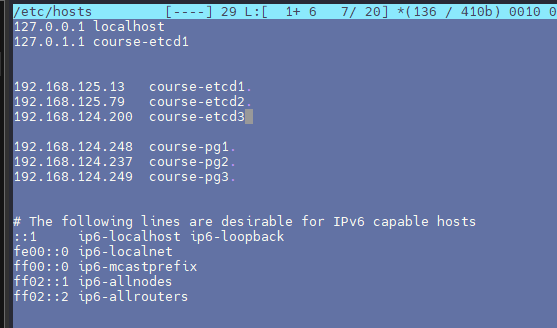 /etc/hosts [----] 29 L:[ 1+ 6 7/ 20] *(136 / 410b) 0010 0
127.0.0.1 localhost
127.0.1.1 course-etcd1
192.168.125.13 course-etcd1.
192.168.125.79 course-etcd2.
192.168.124.200 course-etcd3
192.168.124.248 course-pg1.
192.168.124.237 course-pg2.
192.168.124.249 course-pg3.
# The following lines are desirable for IPv6 capable hosts
::1 ip6-localhost ip6-loopback
fe00::0 ip6-localnet
ff00::0 ip6-mcastprefix
ff02::1 ip6-allnodes
ff02::2 ip6-allrouters